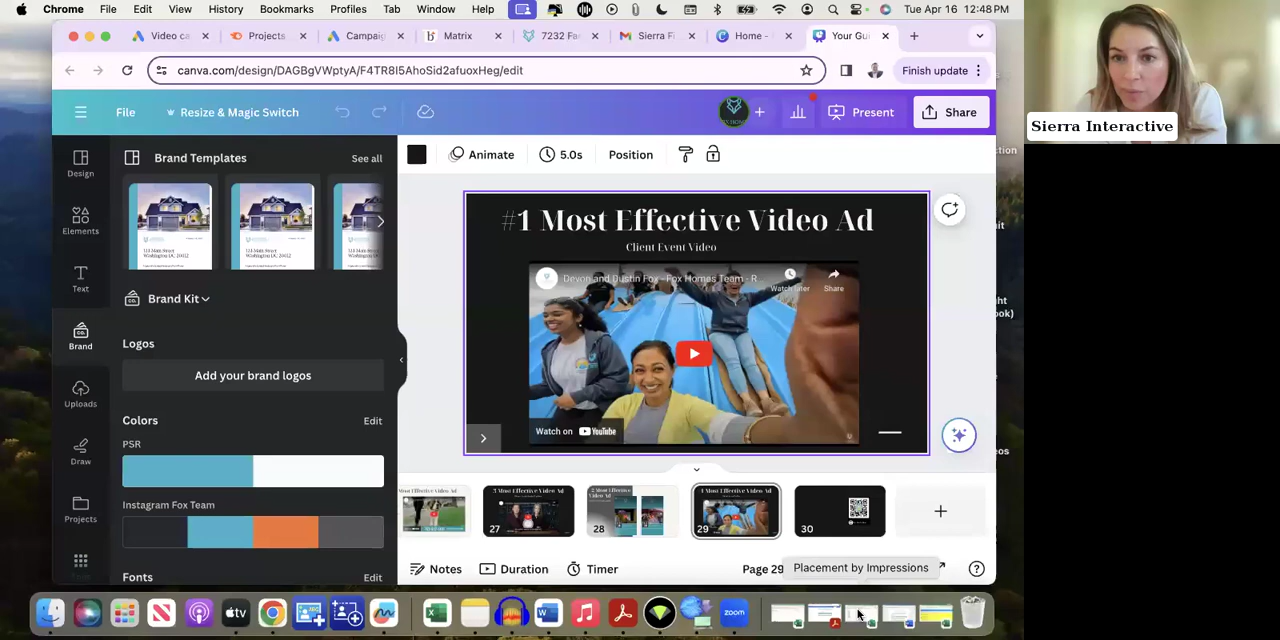 Chrome File Edit View History Bookmarks Profiles Tab Window Help Tue Apr 16 12:48 PM
Video ca Projects Campaig Matrix 7232 Fa Sierra Fi Home - Your Gui
canva.com/design/DAGBgVWptyA/F4TR8I5AhoSid2afuoxHeg/edit Finish update
File Resize & Magic Switch Present Share
Sierra Interactive
Design
Elements
Text
Brand
Uploads
Draw
Projects
Brand Templates See all
Brand Kit
Logos
Add your brand logos
Colors Edit
PSR
Instagram Fox Team
Fonts Edit
Animate 5.0s Position
#1 Most Effective Video Ad
Client Event Video
Devon and Dustin Fox - Fox Homes Team - R
Watch later Share
Watch on YouTube
27 28 29 30
Notes Duration Timer Page 29
Placement by Impressions
tv
zoom